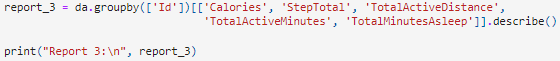 report_3 = da.groupby(['Id'])[['Calories', 'StepTotal', 'TotalActiveDistance',
'TotalActiveMinutes', 'TotalMinutesAsleep']].describe()
print("Report 3:\n", report_3)